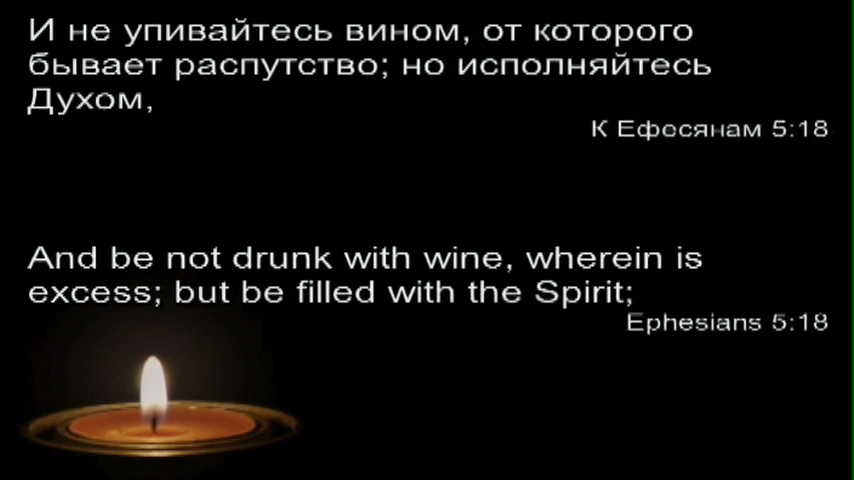 И не упивайтесь вином, от которого
бывает распутство; но исполняйтесь
Духом,
К Ефесянам 5:18
And be not drunk with wine, wherein is
excess; but be filled with the Spirit;
Ephesians 5:18